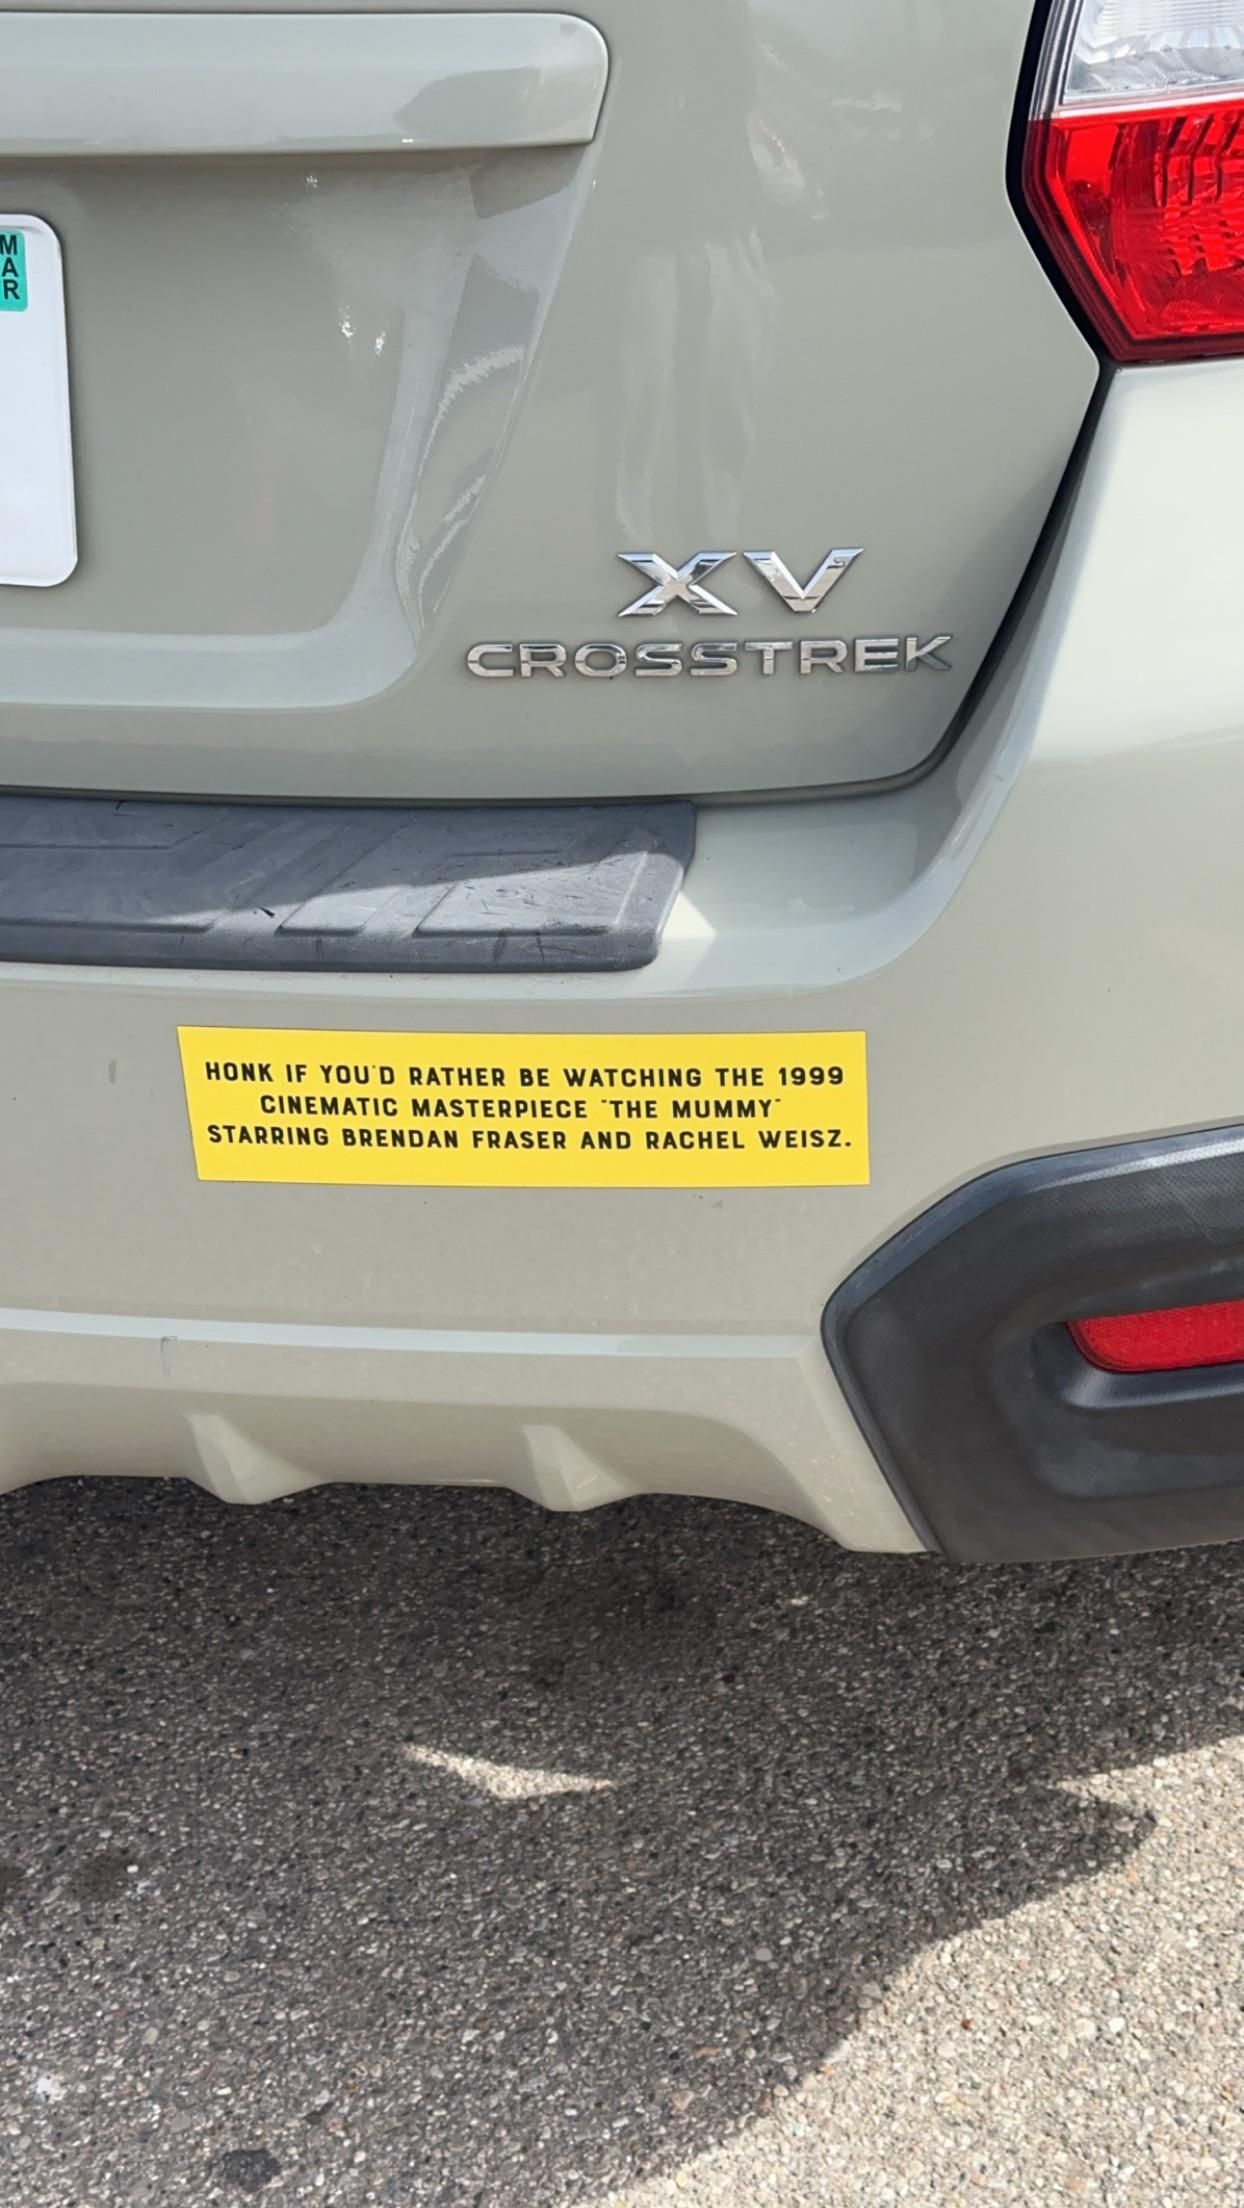 MAR
XV
CROSSTREK
HONK IF YOU'D RATHER BE WATCHING THE 1999
CINEMATIC MASTERPIECE "THE MUMMY"
STARRING BRENDAN FRASER AND RACHEL WEISZ.